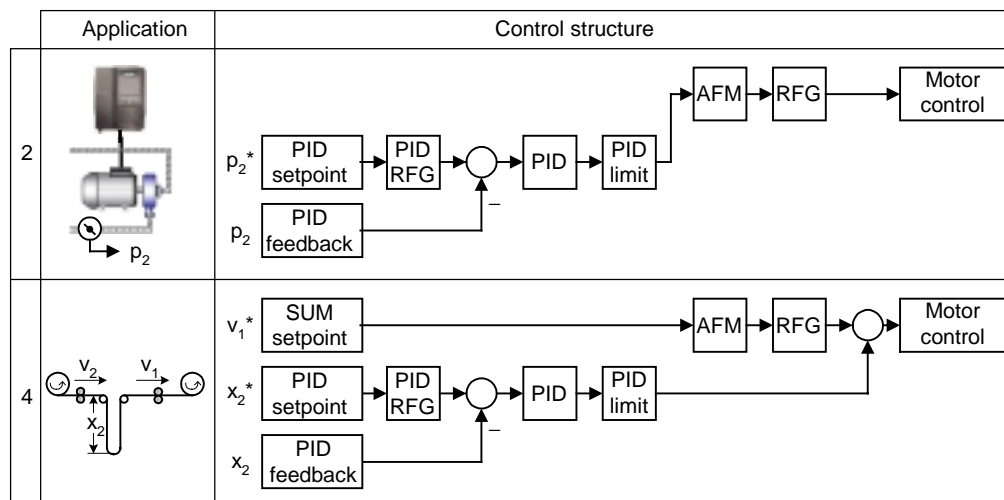 Application
Control structure
2
p2
p2*
PID setpoint
PID RFG
PID
PID limit
AFM
RFG
Motor control
p2
PID feedback
–
4
v2
v1
x2
v1*
SUM setpoint
AFM
RFG
Motor control
x2*
PID setpoint
PID RFG
PID
PID limit
x2
PID feedback
–